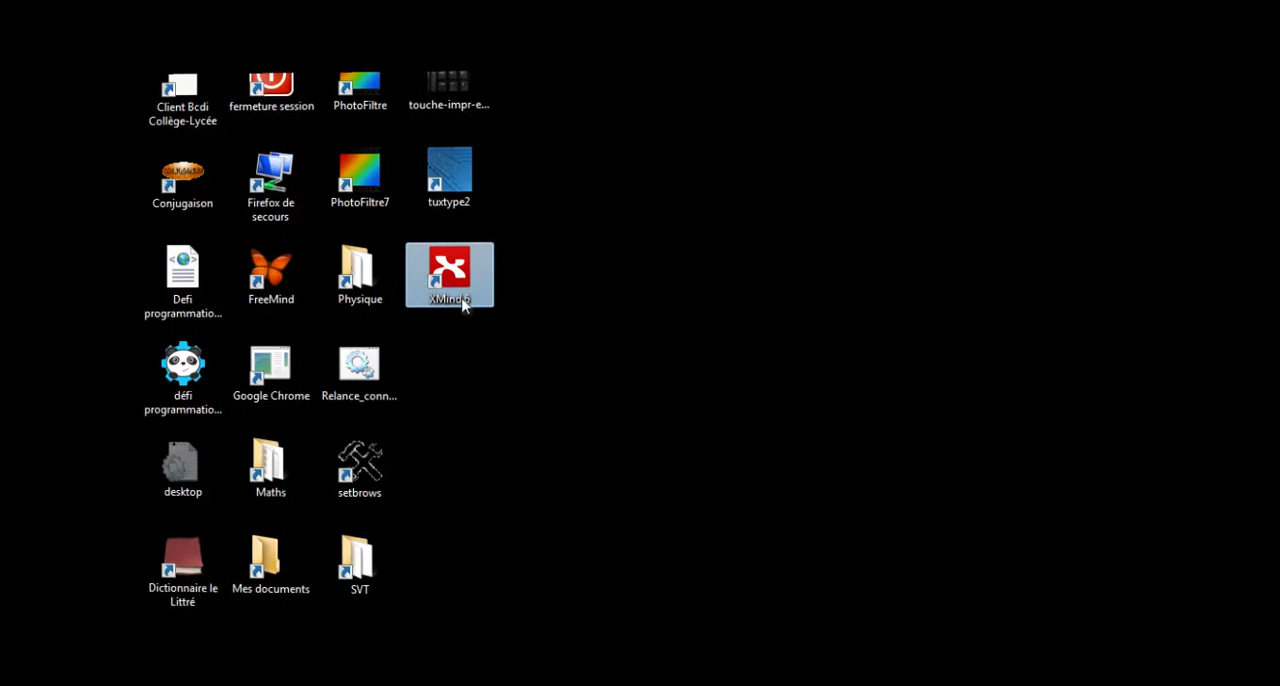 Client Bcdi
Collège-Lycée
fermeture session
PhotoFiltre
touche-impr-e...
Conjugaison
Firefox de
secours
PhotoFiltre7
tuxtype2
Defi
programmatio...
FreeMind
Physique
XMind 6
défi
programmatio...
Google Chrome
Relance_conn...
desktop
Maths
setbrows
Dictionnaire le
Littré
Mes documents
SVT